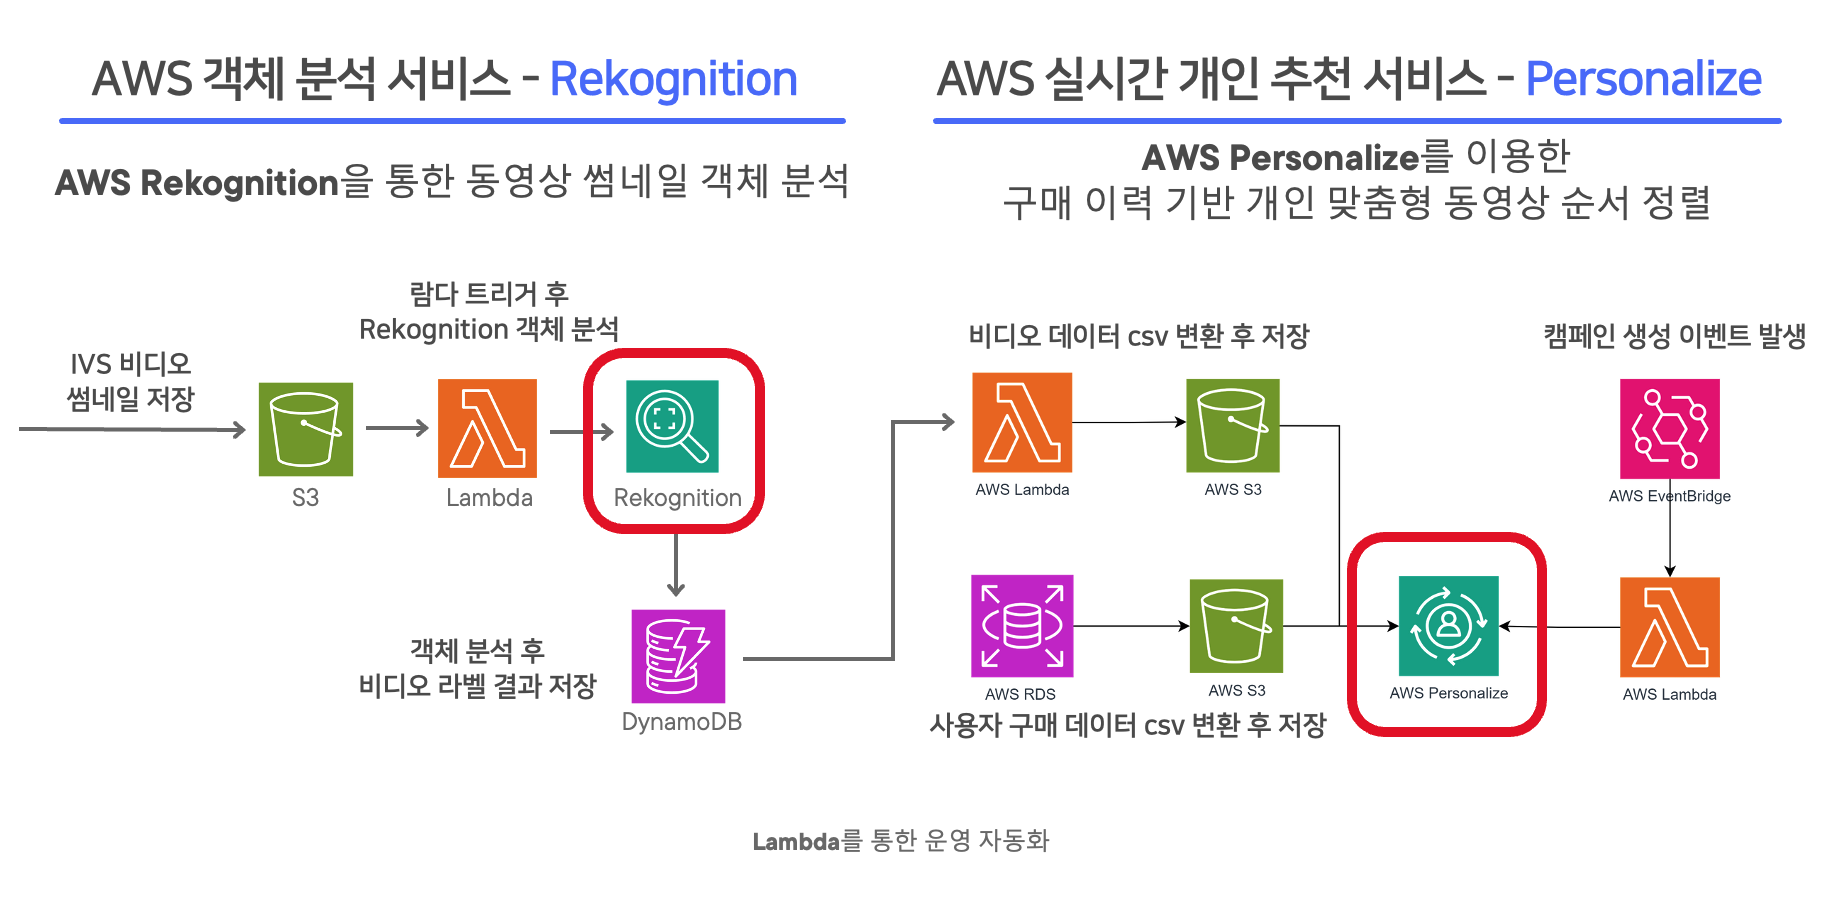 AWS 객체 분석 서비스 - Rekognition
AWS Rekognition을 통한 동영상 썸네일 객체 분석
람다 트리거 후
Rekognition 객체 분석
IVS 비디오
썸네일 저장
S3
Lambda
Rekognition
객체 분석 후
비디오 라벨 결과 저장
DynamoDB
AWS 실시간 개인 추천 서비스 - Personalize
AWS Personalize를 이용한
구매 이력 기반 개인 맞춤형 동영상 순서 정렬
비디오 데이터 csv 변환 후 저장
캠페인 생성 이벤트 발생
AWS Lambda
AWS S3
AWS EventBridge
AWS RDS
AWS S3
AWS Personalize
AWS Lambda
사용자 구매 데이터 csv 변환 후 저장
Lambda를 통한 운영 자동화